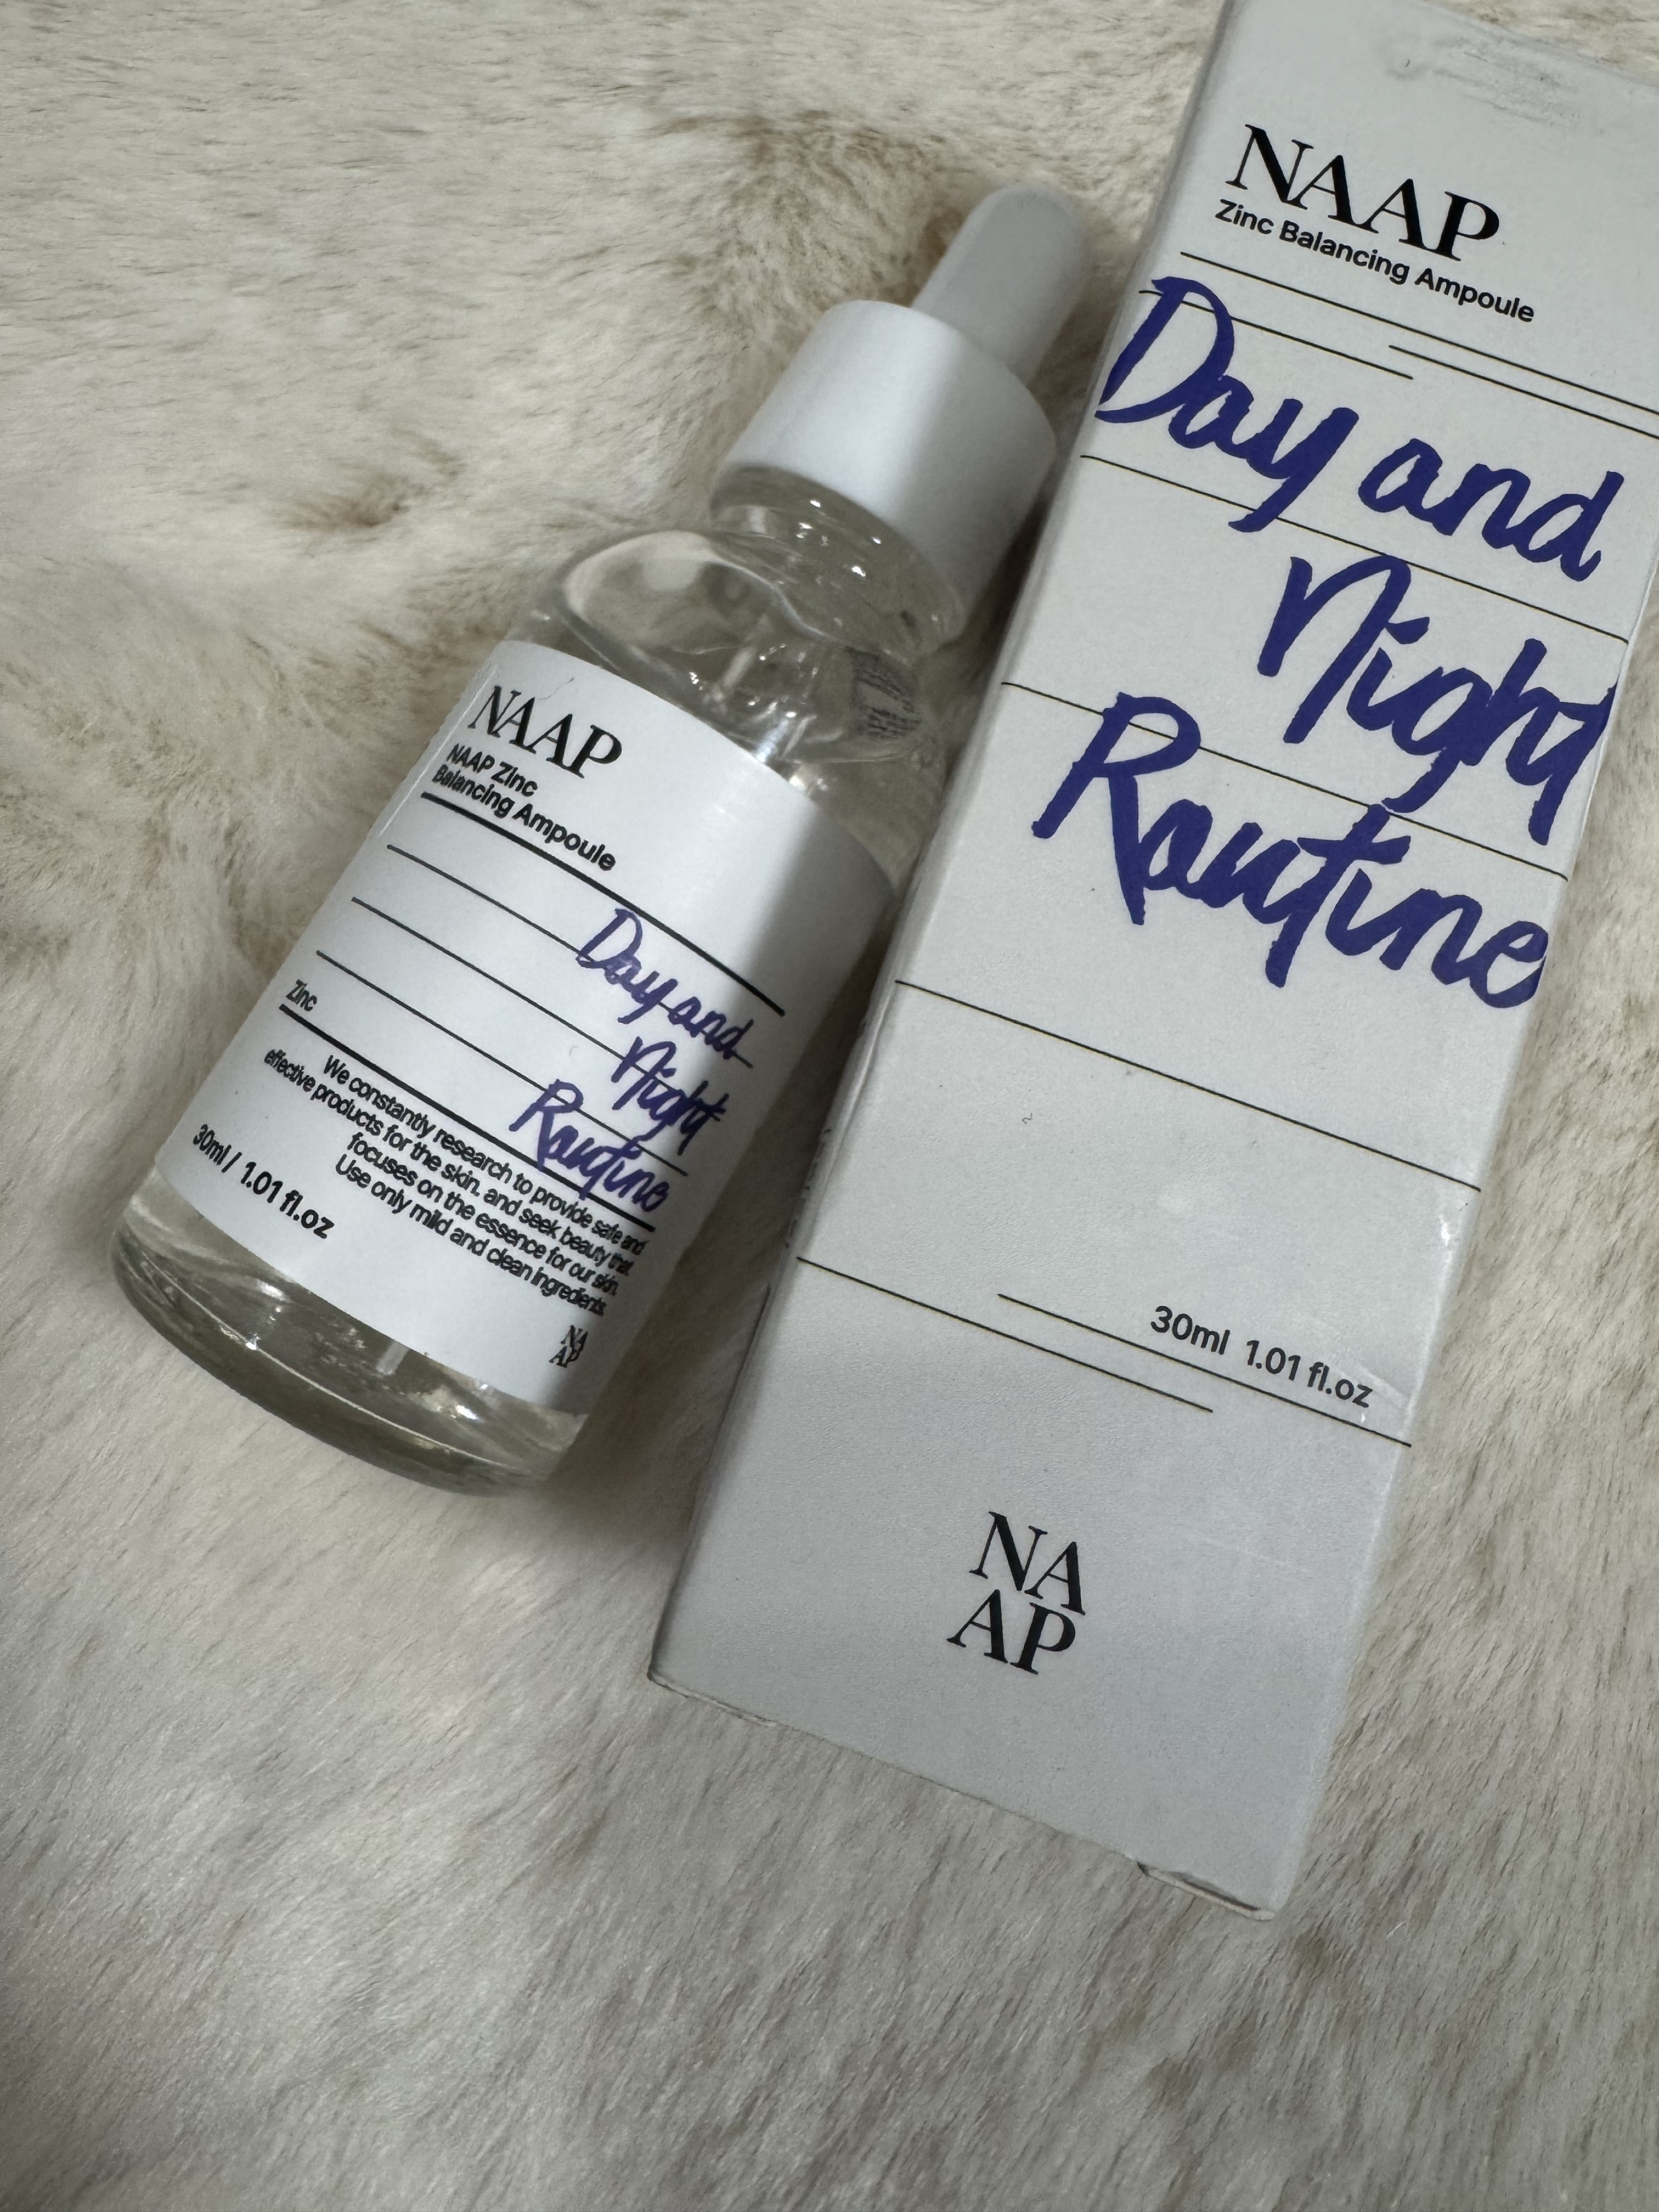 NAAP
NAAP Zinc
Balancing Ampoule
Day and
Night
Routine
Zinc
We constantly research to provide safe and
effective products for the skin. and seek beauty that
focuses on the essence for our skin.
Use only mild and clean ingredients.
30ml / 1.01 fl.oz
NA
AP
NAAP
Zinc Balancing Ampoule
Day and
Night
Routine
30ml 1.01 fl.oz
NA
AP